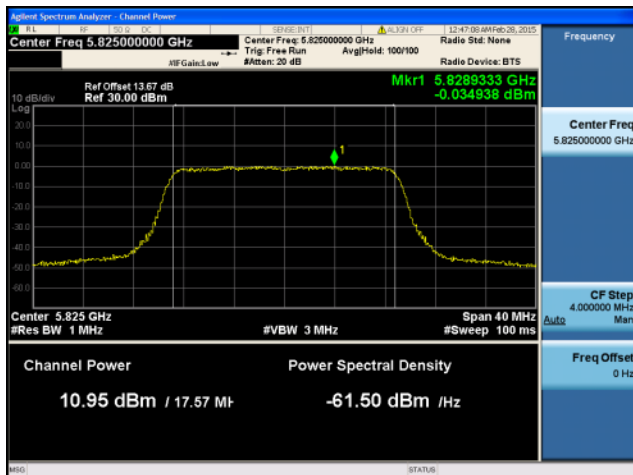 Agilent Spectrum Analyzer - Channel Power
RL RF 50 Ω DC SENSE:INT ALIGN OFF 12:47:08 AM Feb 28, 2015
Center Freq 5.825000000 GHz
Center Freq: 5.825000000 GHz
Radio Std: None
Trig: Free Run Avg|Hold: 100/100
#IFGain:Low #Atten: 20 dB Radio Device: BTS
Mkr1 5.8289333 GHz
-0.034938 dBm
Ref Offset 13.67 dB
10 dB/div Ref 30.00 dBm
Log
20.0
10.0
0.00
-10.0
-20.0
-30.0
-40.0
-50.0
-60.0
1
Center 5.825 GHz Span 40 MHz
#Res BW 1 MHz #VBW 3 MHz #Sweep 100 ms
Channel Power Power Spectral Density
10.95 dBm / 17.57 MH -61.50 dBm /Hz
MSG STATUS
Frequency
Center Freq
5.825000000 GHz
CF Step
4.000000 MHz
Auto Man
Freq Offset
0 Hz